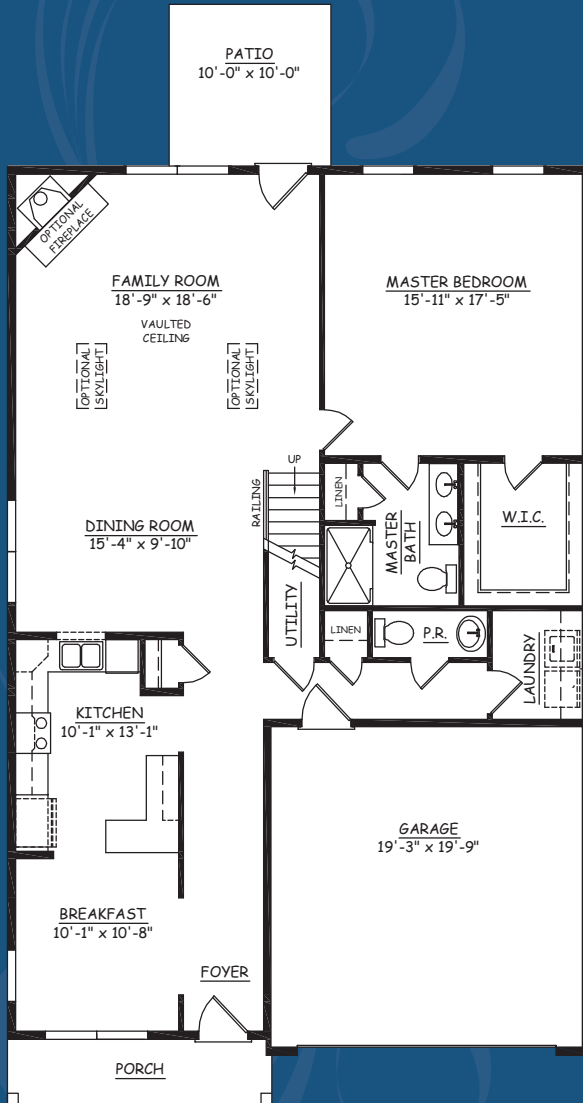 PATIO
10'-0" x 10'-0"
OPTIONAL
FIREPLACE
FAMILY ROOM
18'-9" x 18'-6"
VAULTED
CEILING
MASTER BEDROOM
15'-11" x 17'-5"
OPTIONAL
SKYLIGHT
OPTIONAL
SKYLIGHT
UP
RAILING
LINEN
MASTER
BATH
W.I.C.
DINING ROOM
15'-4" x 9'-10"
UTILITY
LINEN
P.R.
LAUNDRY
KITCHEN
10'-1" x 13'-1"
GARAGE
19'-3" x 19'-9"
BREAKFAST
10'-1" x 10'-8"
FOYER
PORCH